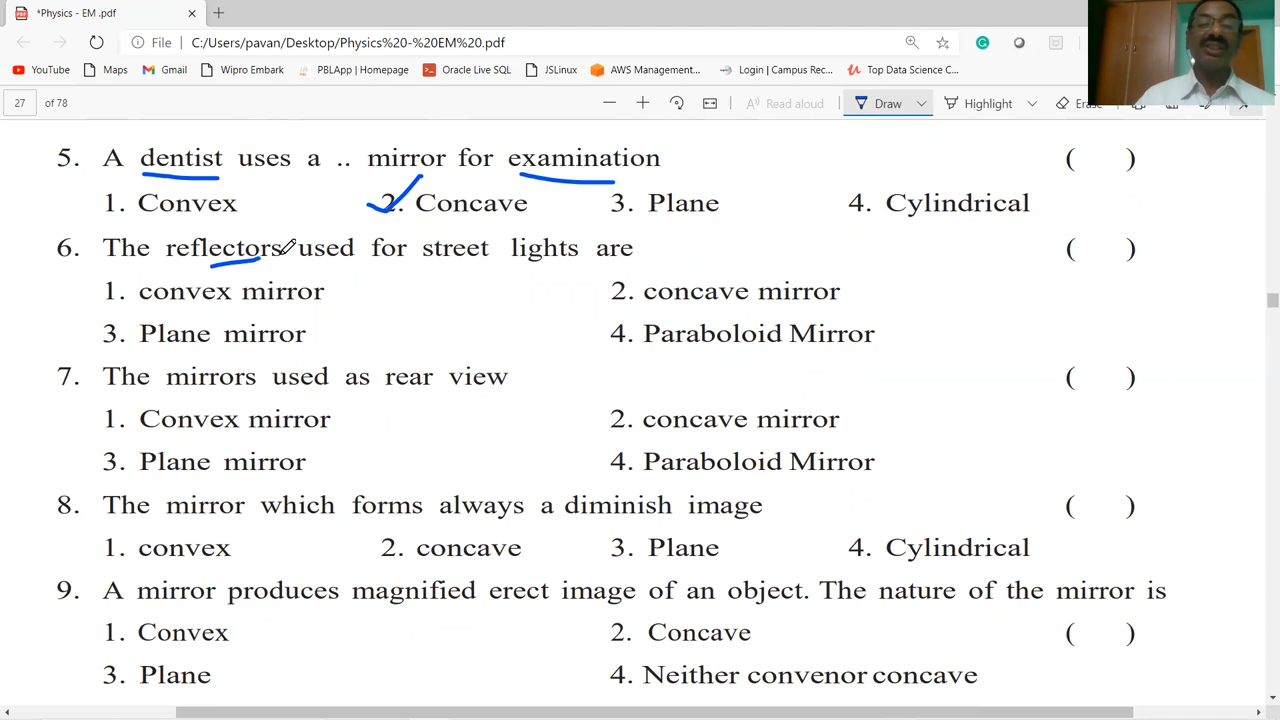 *Physics - EM .pdf
File C:/Users/pavan/Desktop/Physics%20-%20EM%20.pdf
YouTube Maps Gmail Wipro Embark PBLApp | Homepage Oracle Live SQL JSLinux AWS Management... Login | Campus Rec... Top Data Science C...
27 of 78 Read aloud Draw Highlight Erase
5. A dentist uses a .. mirror for examination ( )
1. Convex 2. Concave 3. Plane 4. Cylindrical
6. The reflectors used for street lights are ( )
1. convex mirror 2. concave mirror
3. Plane mirror 4. Paraboloid Mirror
7. The mirrors used as rear view ( )
1. Convex mirror 2. concave mirror
3. Plane mirror 4. Paraboloid Mirror
8. The mirror which forms always a diminish image ( )
1. convex 2. concave 3. Plane 4. Cylindrical
9. A mirror produces magnified erect image of an object. The nature of the mirror is
1. Convex 2. Concave ( )
3. Plane 4. Neither convenor concave